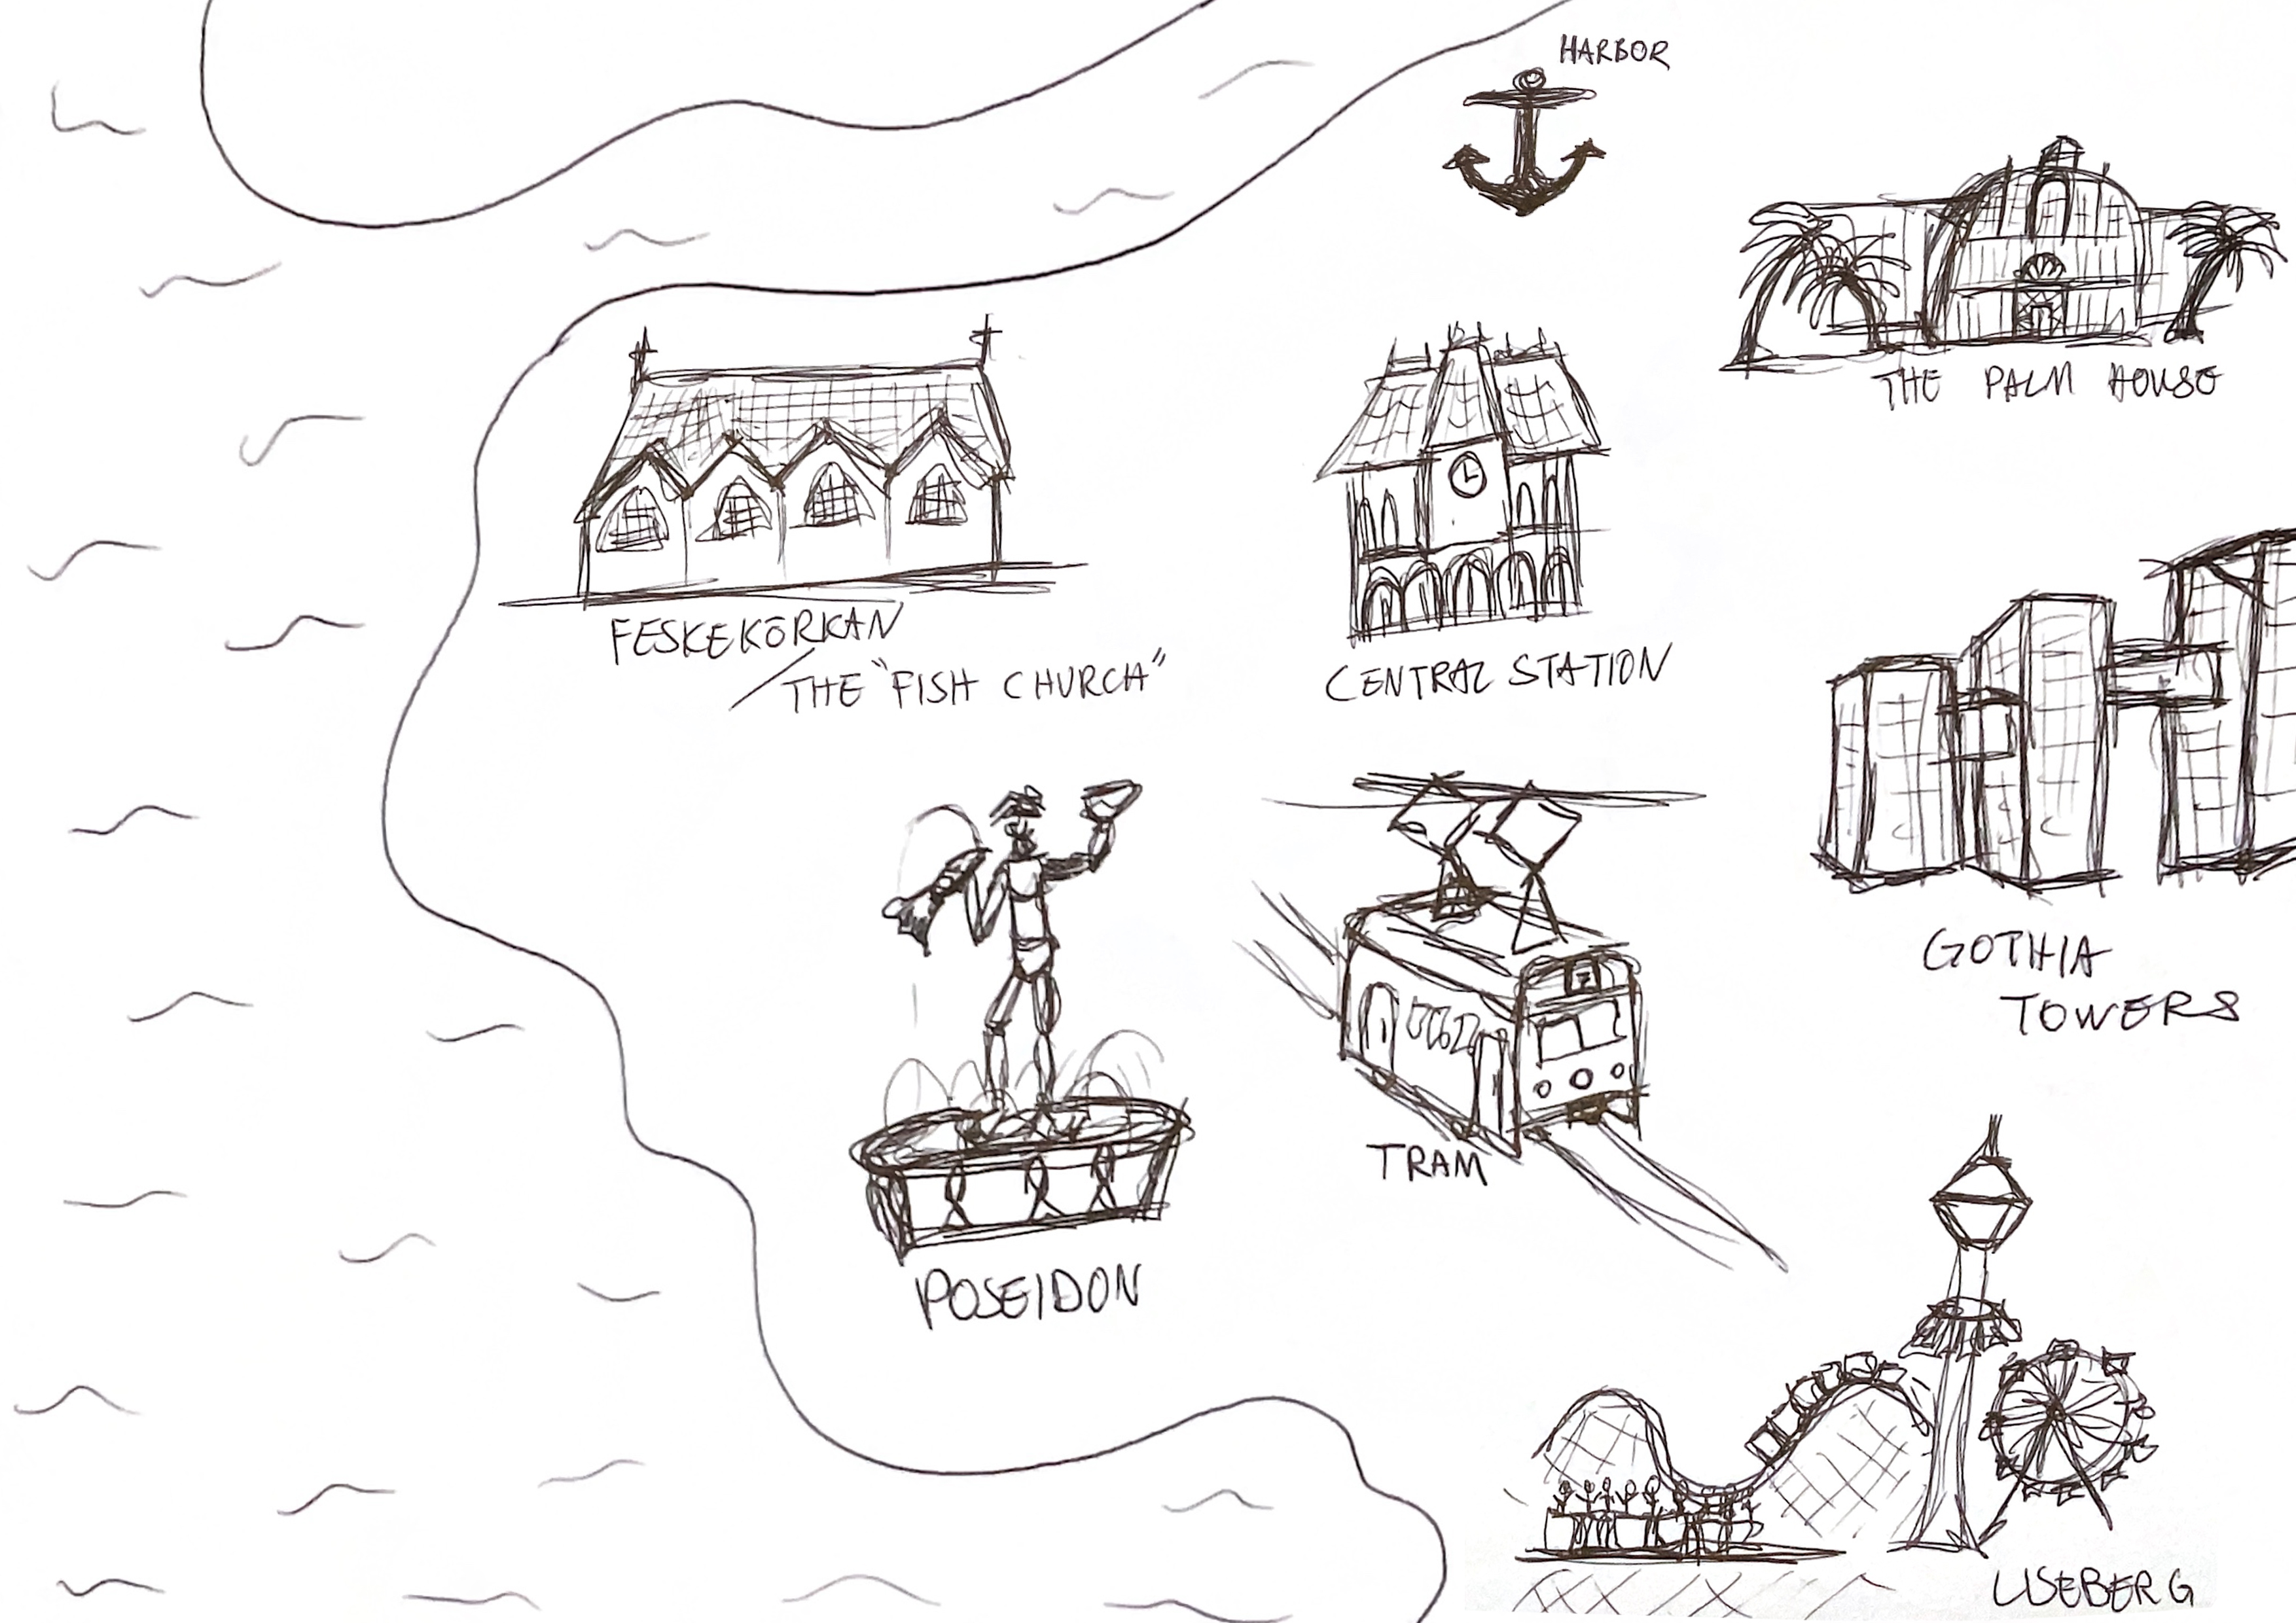 HARBOR
THE PALM HOUSE
FESKEKÖRKAN
/THE "FISH CHURCH"
CENTRAL STATION
GOTHIA
TOWERS
TRAM
POSEIDON
LISEBERG